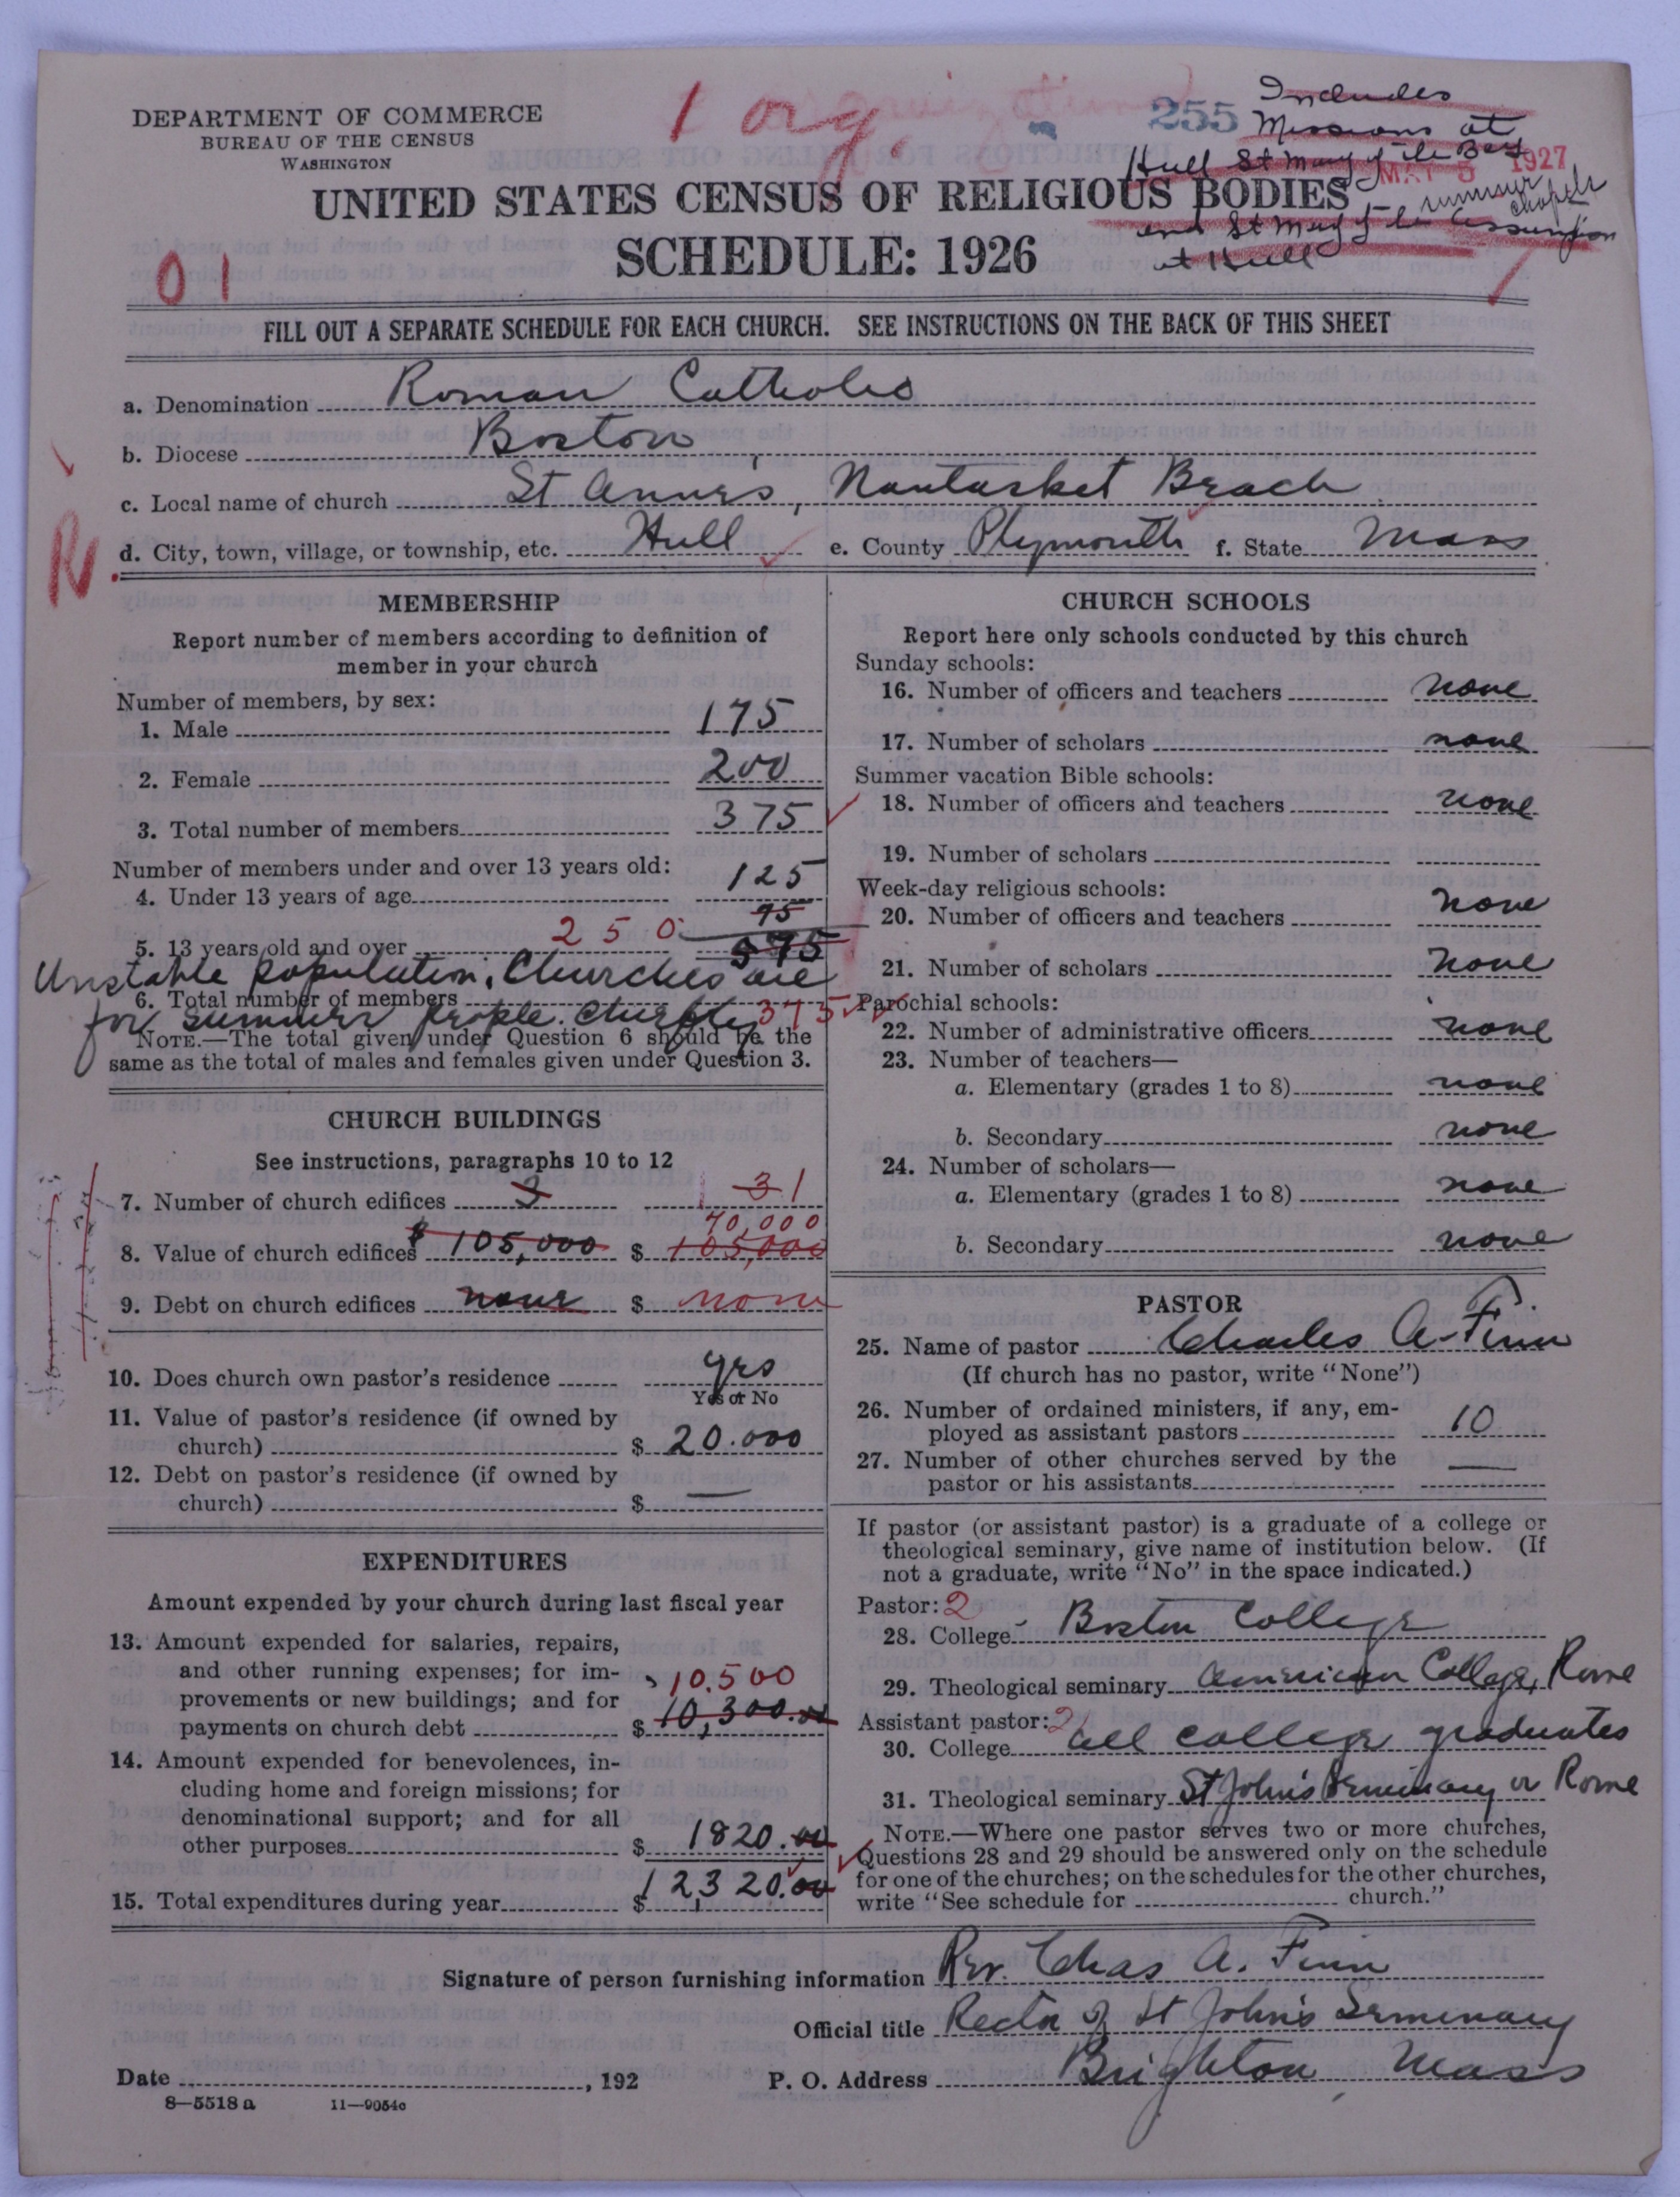 1 org.
255
Includes
Missions at
Hull St Mary of the Bay
MAY 5 1927
summer chapels
and St Mary of the Assumption
at Hull
DEPARTMENT OF COMMERCE
BUREAU OF THE CENSUS
WASHINGTON
UNITED STATES CENSUS OF RELIGIOUS BODIES
SCHEDULE: 1926
01
FILL OUT A SEPARATE SCHEDULE FOR EACH CHURCH. SEE INSTRUCTIONS ON THE BACK OF THIS SHEET
a. Denomination Roman Catholic
b. Diocese Boston
c. Local name of church St Anne's, Nantasket Beach
R.
d. City, town, village, or township, etc. Hull e. County Plymouth f. State Mass
MEMBERSHIP
Report number of members according to definition of
member in your church
Number of members, by sex:
1. Male 175
2. Female 200
3. Total number of members 375
Number of members under and over 13 years old:
4. Under 13 years of age 125
75
5. 13 years old and over 250 575
Unstable population. Churches are
6. Total number of members 375
for summer people chiefly
NOTE.—The total given under Question 6 should be the
same as the total of males and females given under Question 3.
CHURCH BUILDINGS
See instructions, paragraphs 10 to 12
7. Number of church edifices 3 3 1
70,000
8. Value of church edifices $105,000 $ 105,000
9. Debt on church edifices none $ none
10. Does church own pastor's residence yes
Yes or No
11. Value of pastor's residence (if owned by
church) $ 20.000
12. Debt on pastor's residence (if owned by
church) $ —
EXPENDITURES
Amount expended by your church during last fiscal year
13. Amount expended for salaries, repairs,
and other running expenses; for im-
10.500
provements or new buildings; and for
payments on church debt $ 10,300.00
14. Amount expended for benevolences, in-
cluding home and foreign missions; for
denominational support; and for all
other purposes $ 1820.00
15. Total expenditures during year $ 12,320.00
CHURCH SCHOOLS
Report here only schools conducted by this church
Sunday schools:
16. Number of officers and teachers none
17. Number of scholars none
Summer vacation Bible schools:
18. Number of officers and teachers none
19. Number of scholars
Week-day religious schools:
20. Number of officers and teachers none
21. Number of scholars none
Parochial schools:
22. Number of administrative officers none
23. Number of teachers—
a. Elementary (grades 1 to 8) none
b. Secondary none
24. Number of scholars—
a. Elementary (grades 1 to 8) none
b. Secondary none
PASTOR
25. Name of pastor Charles A. Finn
(If church has no pastor, write "None")
26. Number of ordained ministers, if any, em-
ployed as assistant pastors 10
27. Number of other churches served by the
pastor or his assistants —
If pastor (or assistant pastor) is a graduate of a college or
theological seminary, give name of institution below. (If
not a graduate, write "No" in the space indicated.)
Pastor: 2
28. College Boston College
29. Theological seminary American College, Rome
Assistant pastor: 2
30. College all college graduates
31. Theological seminary St John's Seminary or Rome
NOTE.—Where one pastor serves two or more churches,
Questions 28 and 29 should be answered only on the schedule
for one of the churches; on the schedules for the other churches,
write "See schedule for church."
Signature of person furnishing information Rev. Chas A. Finn
Official title Rector of St John's Seminary
Date , 192 P. O. Address Brighton, Mass
8—5518a 11—9054c